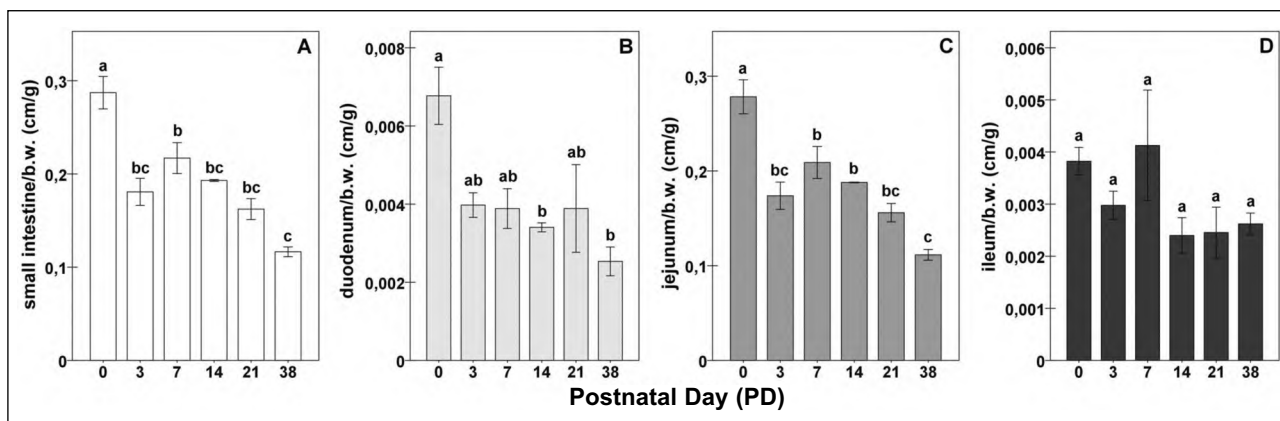 A
small intestine/b.w. (cm/g)
0,3
0,2
0,1
0
a
bc
b
bc
bc
c
0 3 7 14 21 38
B
duodenum/b.w. (cm/g)
0,008
0,006
0,004
0,002
0
a
ab
ab
b
ab
b
0 3 7 14 21 38
C
jejunum/b.w. (cm/g)
0,3
0,2
0,1
0
a
bc
b
b
bc
c
0 3 7 14 21 38
D
ileum/b.w. (cm/g)
0,006
0,005
0,004
0,003
0,002
0,001
0
a
a
a
a
a
a
0 3 7 14 21 38
Postnatal Day (PD)